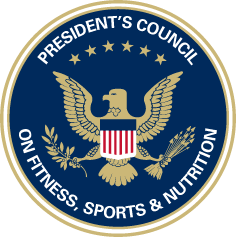 PRESIDENT'S COUNCIL
ON FITNESS, SPORTS & NUTRITION